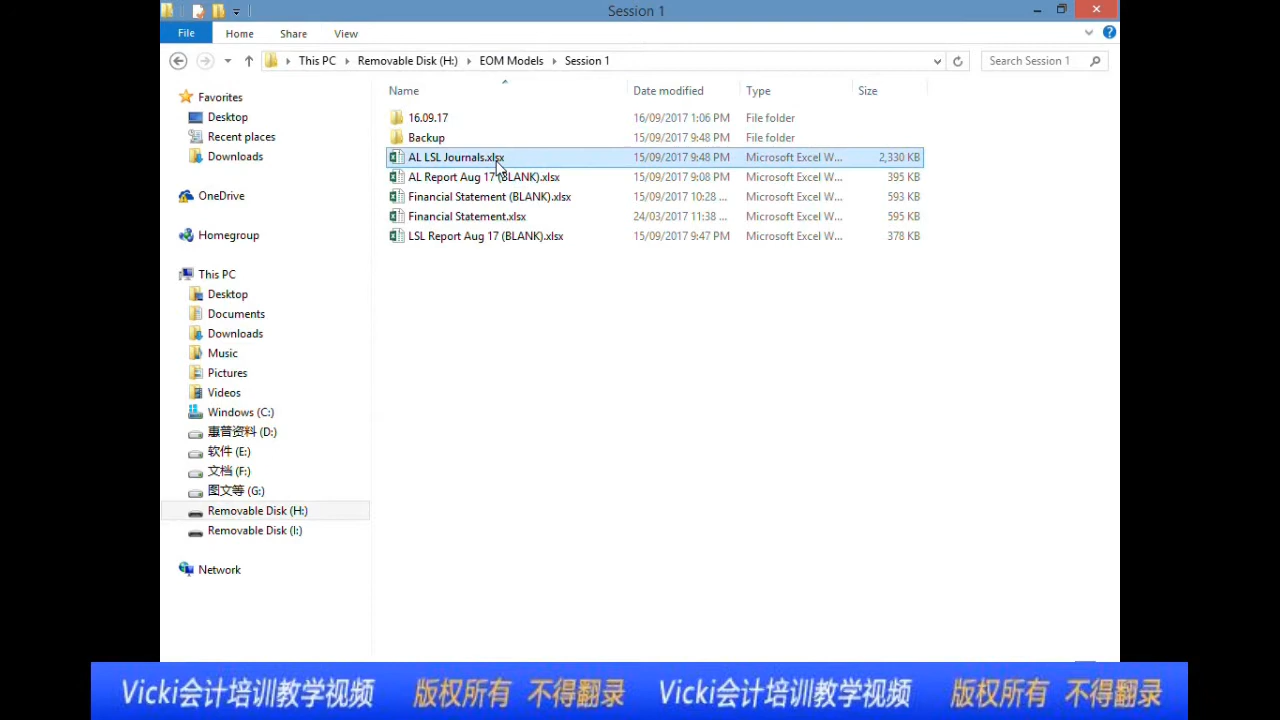 Session 1
File Home Share View
This PC Removable Disk (H:) EOM Models Session 1
Search Session 1
Name Date modified Type Size
16.09.17 16/09/2017 1:06 PM File folder
Backup 15/09/2017 9:48 PM File folder
AL LSL Journals.xlsx 15/09/2017 9:48 PM Microsoft Excel W... 2,330 KB
AL Report Aug 17 (BLANK).xlsx 15/09/2017 9:08 PM Microsoft Excel W... 395 KB
Financial Statement (BLANK).xlsx 15/09/2017 10:28 ... Microsoft Excel W... 593 KB
Financial Statement.xlsx 24/03/2017 11:38 ... Microsoft Excel W... 595 KB
LSL Report Aug 17 (BLANK).xlsx 15/09/2017 9:47 PM Microsoft Excel W... 378 KB
Favorites
Desktop
Recent places
Downloads
OneDrive
Homegroup
This PC
Desktop
Documents
Downloads
Music
Pictures
Videos
Windows (C:)
惠普资料 (D:)
软件 (E:)
文档 (F:)
图文等 (G:)
Removable Disk (H:)
Removable Disk (I:)
Network
Vicki会计培训教学视频 版权所有 不得翻录 Vicki会计培训教学视频 版权所有 不得翻录